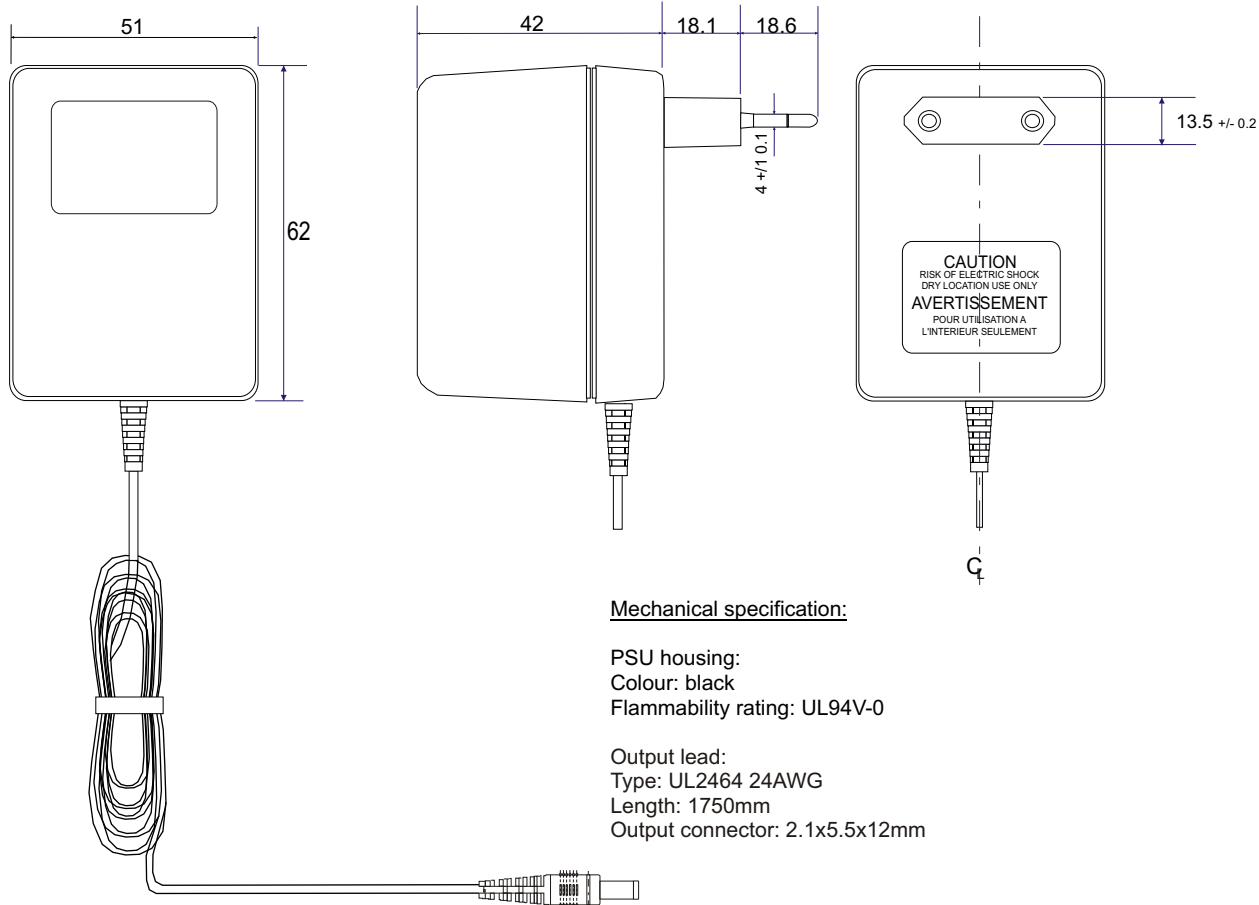 51
42
18.1
18.6
13.5 +/- 0.2
4 +/1 0.1
62
CAUTION
RISK OF ELECTRIC SHOCK
DRY LOCATION USE ONLY
AVERTISSEMENT
POUR UTILISATION A
L'INTERIEUR SEULEMENT
CL
Mechanical specification:
PSU housing:
Colour: black
Flammability rating: UL94V-0
Output lead:
Type: UL2464 24AWG
Length: 1750mm
Output connector: 2.1x5.5x12mm